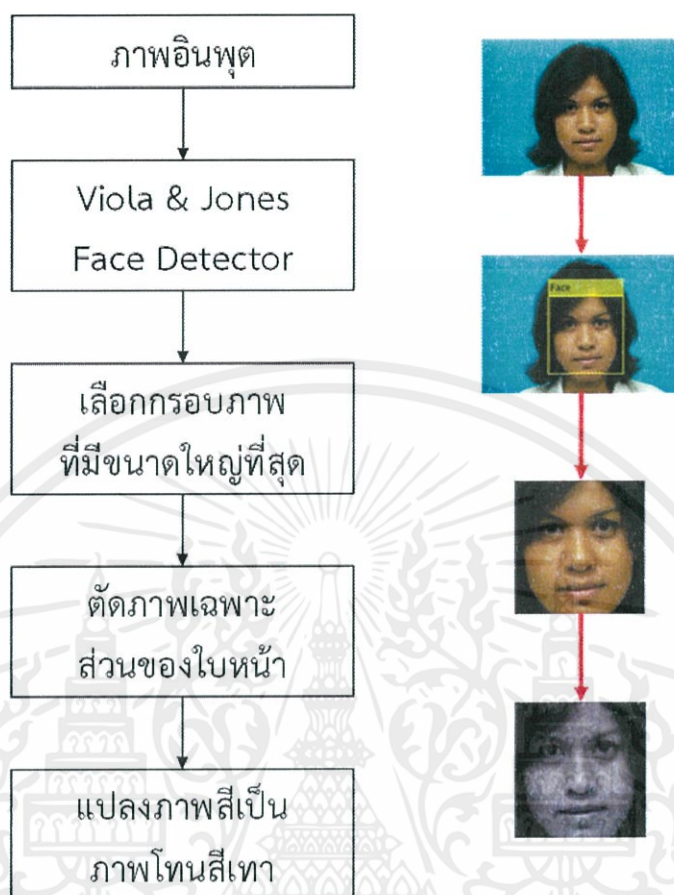 ภาพอินพุต
Viola & Jones
Face Detector
เลือกกรอบภาพ
ที่มีขนาดใหญ่ที่สุด
ตัดภาพเฉพาะ
ส่วนของใบหน้า
แปลงภาพสีเป็น
ภาพโทนสีเทา
Face